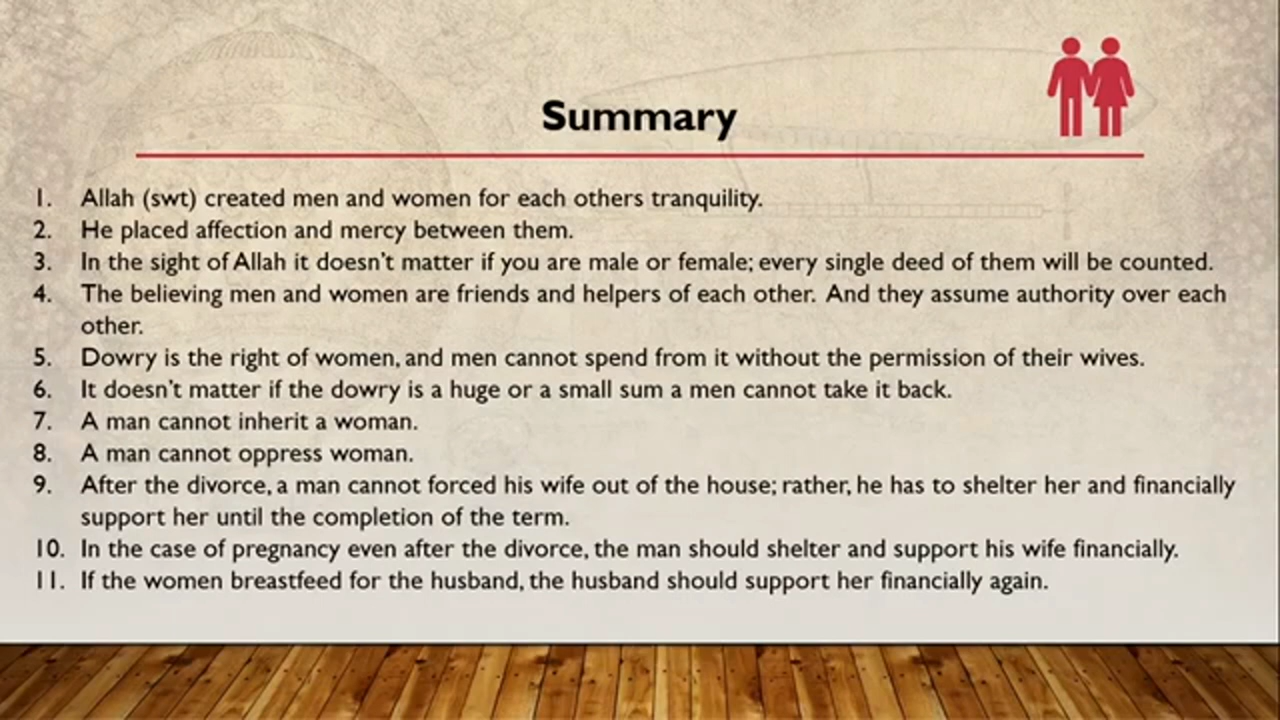 Summary
1. Allah (swt) created men and women for each others tranquility.
2. He placed affection and mercy between them.
3. In the sight of Allah it doesn't matter if you are male or female; every single deed of them will be counted.
4. The believing men and women are friends and helpers of each other. And they assume authority over each
other.
5. Dowry is the right of women, and men cannot spend from it without the permission of their wives.
6. It doesn't matter if the dowry is a huge or a small sum a men cannot take it back.
7. A man cannot inherit a woman.
8. A man cannot oppress woman.
9. After the divorce, a man cannot forced his wife out of the house; rather, he has to shelter her and financially
support her until the completion of the term.
10. In the case of pregnancy even after the divorce, the man should shelter and support his wife financially.
11. If the women breastfeed for the husband, the husband should support her financially again.